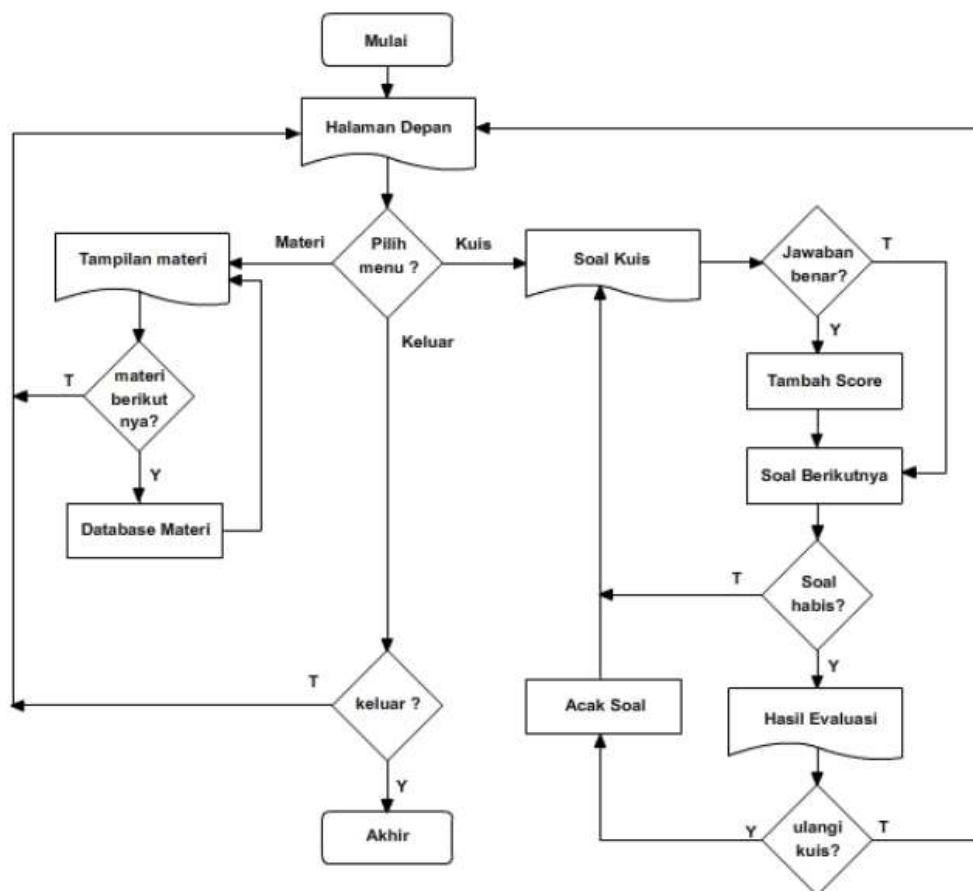 Mulai
Halaman Depan
Materi
Pilih
menu ?
Kuis
Keluar
Tampilan materi
materi
berikut
nya?
T
Y
Database Materi
Soal Kuis
Jawaban
benar?
T
Y
Tambah Score
Soal Berikutnya
Soal
habis?
T
Y
Acak Soal
Hasil Evaluasi
ulangi
kuis?
Y
T
keluar ?
T
Y
Akhir